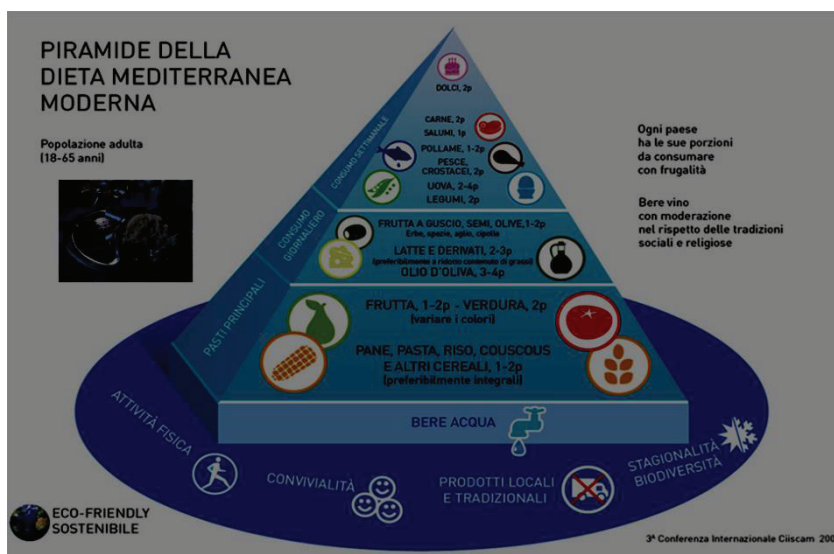 PIRAMIDE DELLA
DIETA MEDITERRANEA
MODERNA
Popolazione adulta
(18-65 anni)
DOLCI, 2p
CARNE, 2p
SALUMI, 1p
POLLAME, 1-2p
PESCE,
CROSTACEI, 2p
UOVA, 2-4p
LEGUMI, 2p
CONSUMO SETTIMANALE
FRUTTA A GUSCIO, SEMI, OLIVE,1-2p
Erbe, spezie, aglio, cipolla
LATTE E DERIVATI, 2-3p
(preferibilmente a ridotto contenuto di grassi)
OLIO D'OLIVA, 3-4p
CONSUMO
GIORNALIERO
FRUTTA, 1-2p - VERDURA, 2p
(variare i colori)
PANE, PASTA, RISO, COUSCOUS
E ALTRI CEREALI, 1-2p
(preferibilmente integrali)
PASTI PRINCIPALI
BERE ACQUA
Ogni paese
ha le sue porzioni
da consumare
con frugalità
Bere vino
con moderazione
nel rispetto delle tradizioni
sociali e religiose
ATTIVITÀ FISICA
CONVIVIALITÀ
PRODOTTI LOCALI
E TRADIZIONALI
STAGIONALITÀ
BIODIVERSITÀ
ECO-FRIENDLY
SOSTENIBILE
3ª Conferenza Internazionale Ciiscam 200